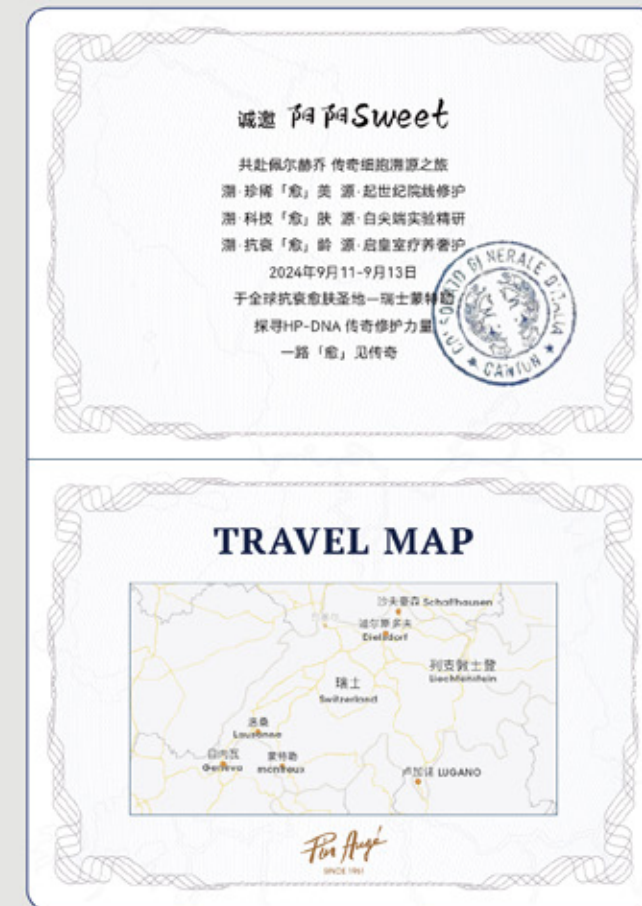 诚邀 阳阳Sweet
共赴佩尔赫乔 传奇细胞溯源之旅
溯·珍稀「愈」美 源·起世纪院线修护
溯·科技「愈」肤 源·白尖端实验精研
溯·抗衰「愈」龄 源·启皇室疗养奢护
2024年9月11-9月13日
于全球抗衰愈肤圣地—瑞士蒙特勒
探寻HP-DNA 传奇修护力量
一路「愈」见传奇
GENERALE D'ITALIA
CANTON
TRAVEL MAP
沙夫豪森 Schafhausen
迪尔斯多夫
Dielsdorf
列支敦士登
Liechtenstein
瑞士
Switzerland
洛桑
Lausanne
日内瓦
Geneva
蒙特勒
montreux
卢加诺 LUGANO
SINCE 1961